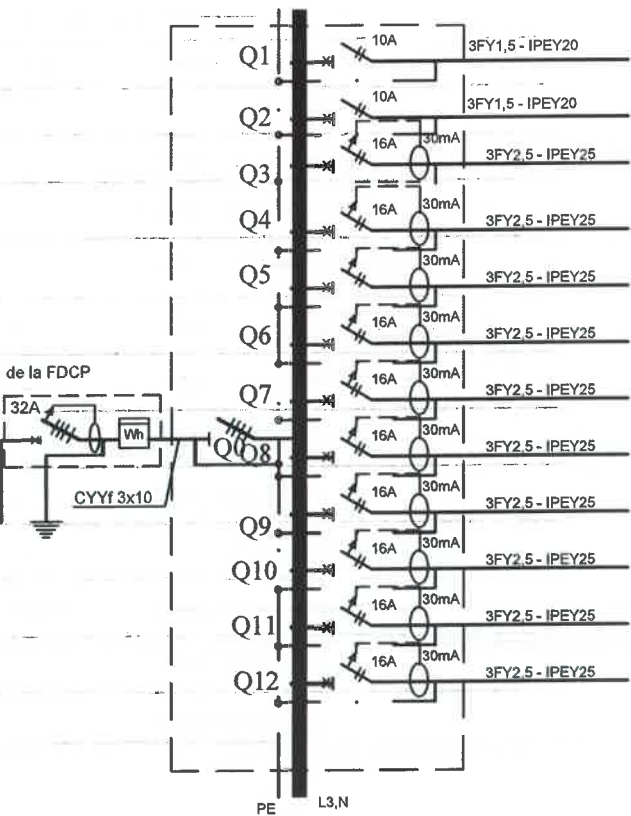 Q1 10A 3FY1,5 - IPEY20
Q2 10A 3FY1,5 - IPEY20
Q3 16A 30mA 3FY2,5 - IPEY25
Q4 16A 30mA 3FY2,5 - IPEY25
Q5 16A 30mA 3FY2,5 - IPEY25
Q6 16A 30mA 3FY2,5 - IPEY25
Q7 16A 30mA 3FY2,5 - IPEY25
de la FDCP
32A
Wh
CYYf 3x10
Q0
Q8 16A 30mA 3FY2,5 - IPEY25
Q9 16A 30mA 3FY2,5 - IPEY25
Q10 16A 30mA 3FY2,5 - IPEY25
Q11 16A 30mA 3FY2,5 - IPEY25
Q12 16A 30mA 3FY2,5 - IPEY25
PE
L3,N